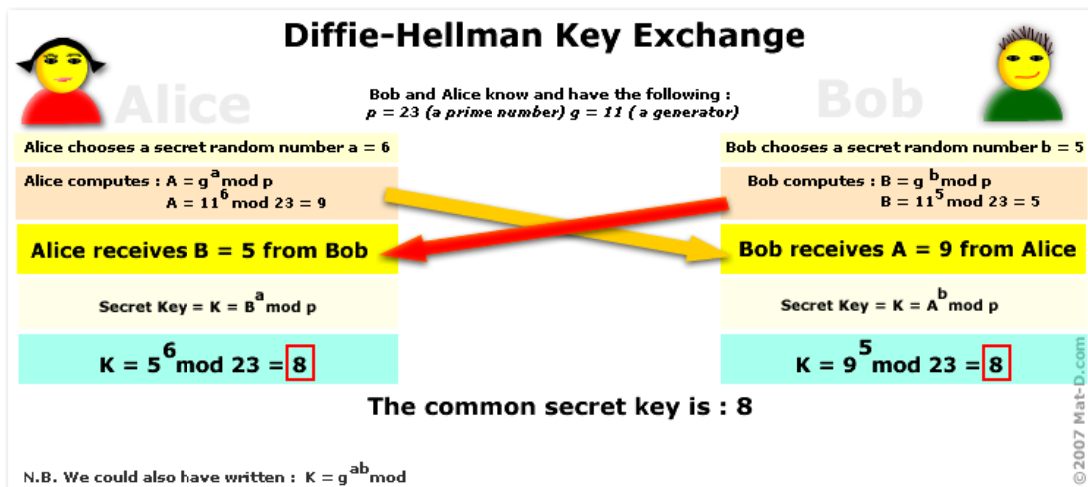 Diffie-Hellman Key Exchange
Alice
Bob
Bob and Alice know and have the following :
p = 23 (a prime number) g = 11 ( a generator)
Alice chooses a secret random number a = 6
Alice computes : A = g^a mod p
A = 11^6 mod 23 = 9
Alice receives B = 5 from Bob
Secret Key = K = B^a mod p
K = 5^6 mod 23 = 8
Bob chooses a secret random number b = 5
Bob computes : B = g^b mod p
B = 11^5 mod 23 = 5
Bob receives A = 9 from Alice
Secret Key = K = A^b mod p
K = 9^5 mod 23 = 8
The common secret key is : 8
N.B. We could also have written : K = g^ab mod
©2007 Mat-D.com